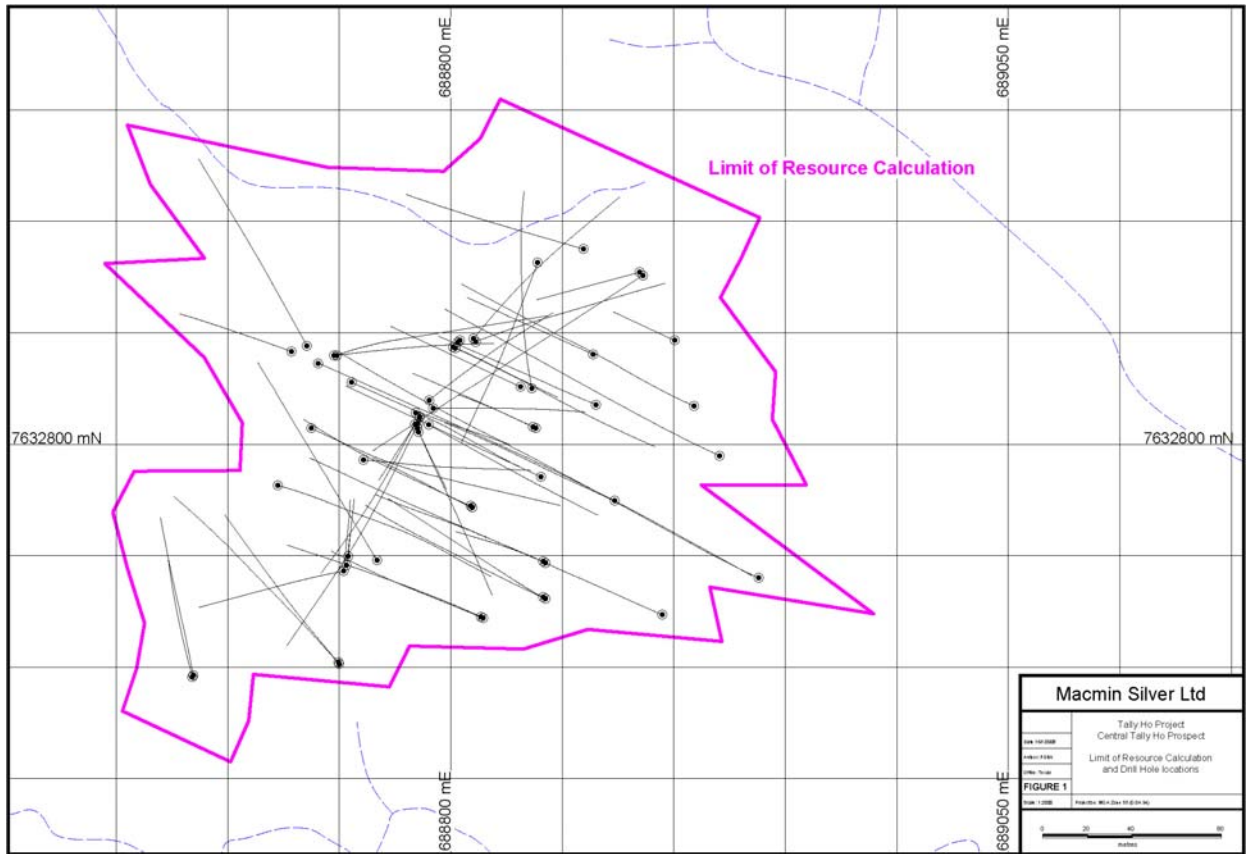 688800 mE
689050 mE
Limit of Resource Calculation
7632800 mN
7632800 mN
688800 mE
689050 mE
Macmin Silver Ltd
Tally Ho Project
Central Tally Ho Prospect
Limit of Resource Calculation
and Drill Hole locations
FIGURE 1
0 20 40 80
metres